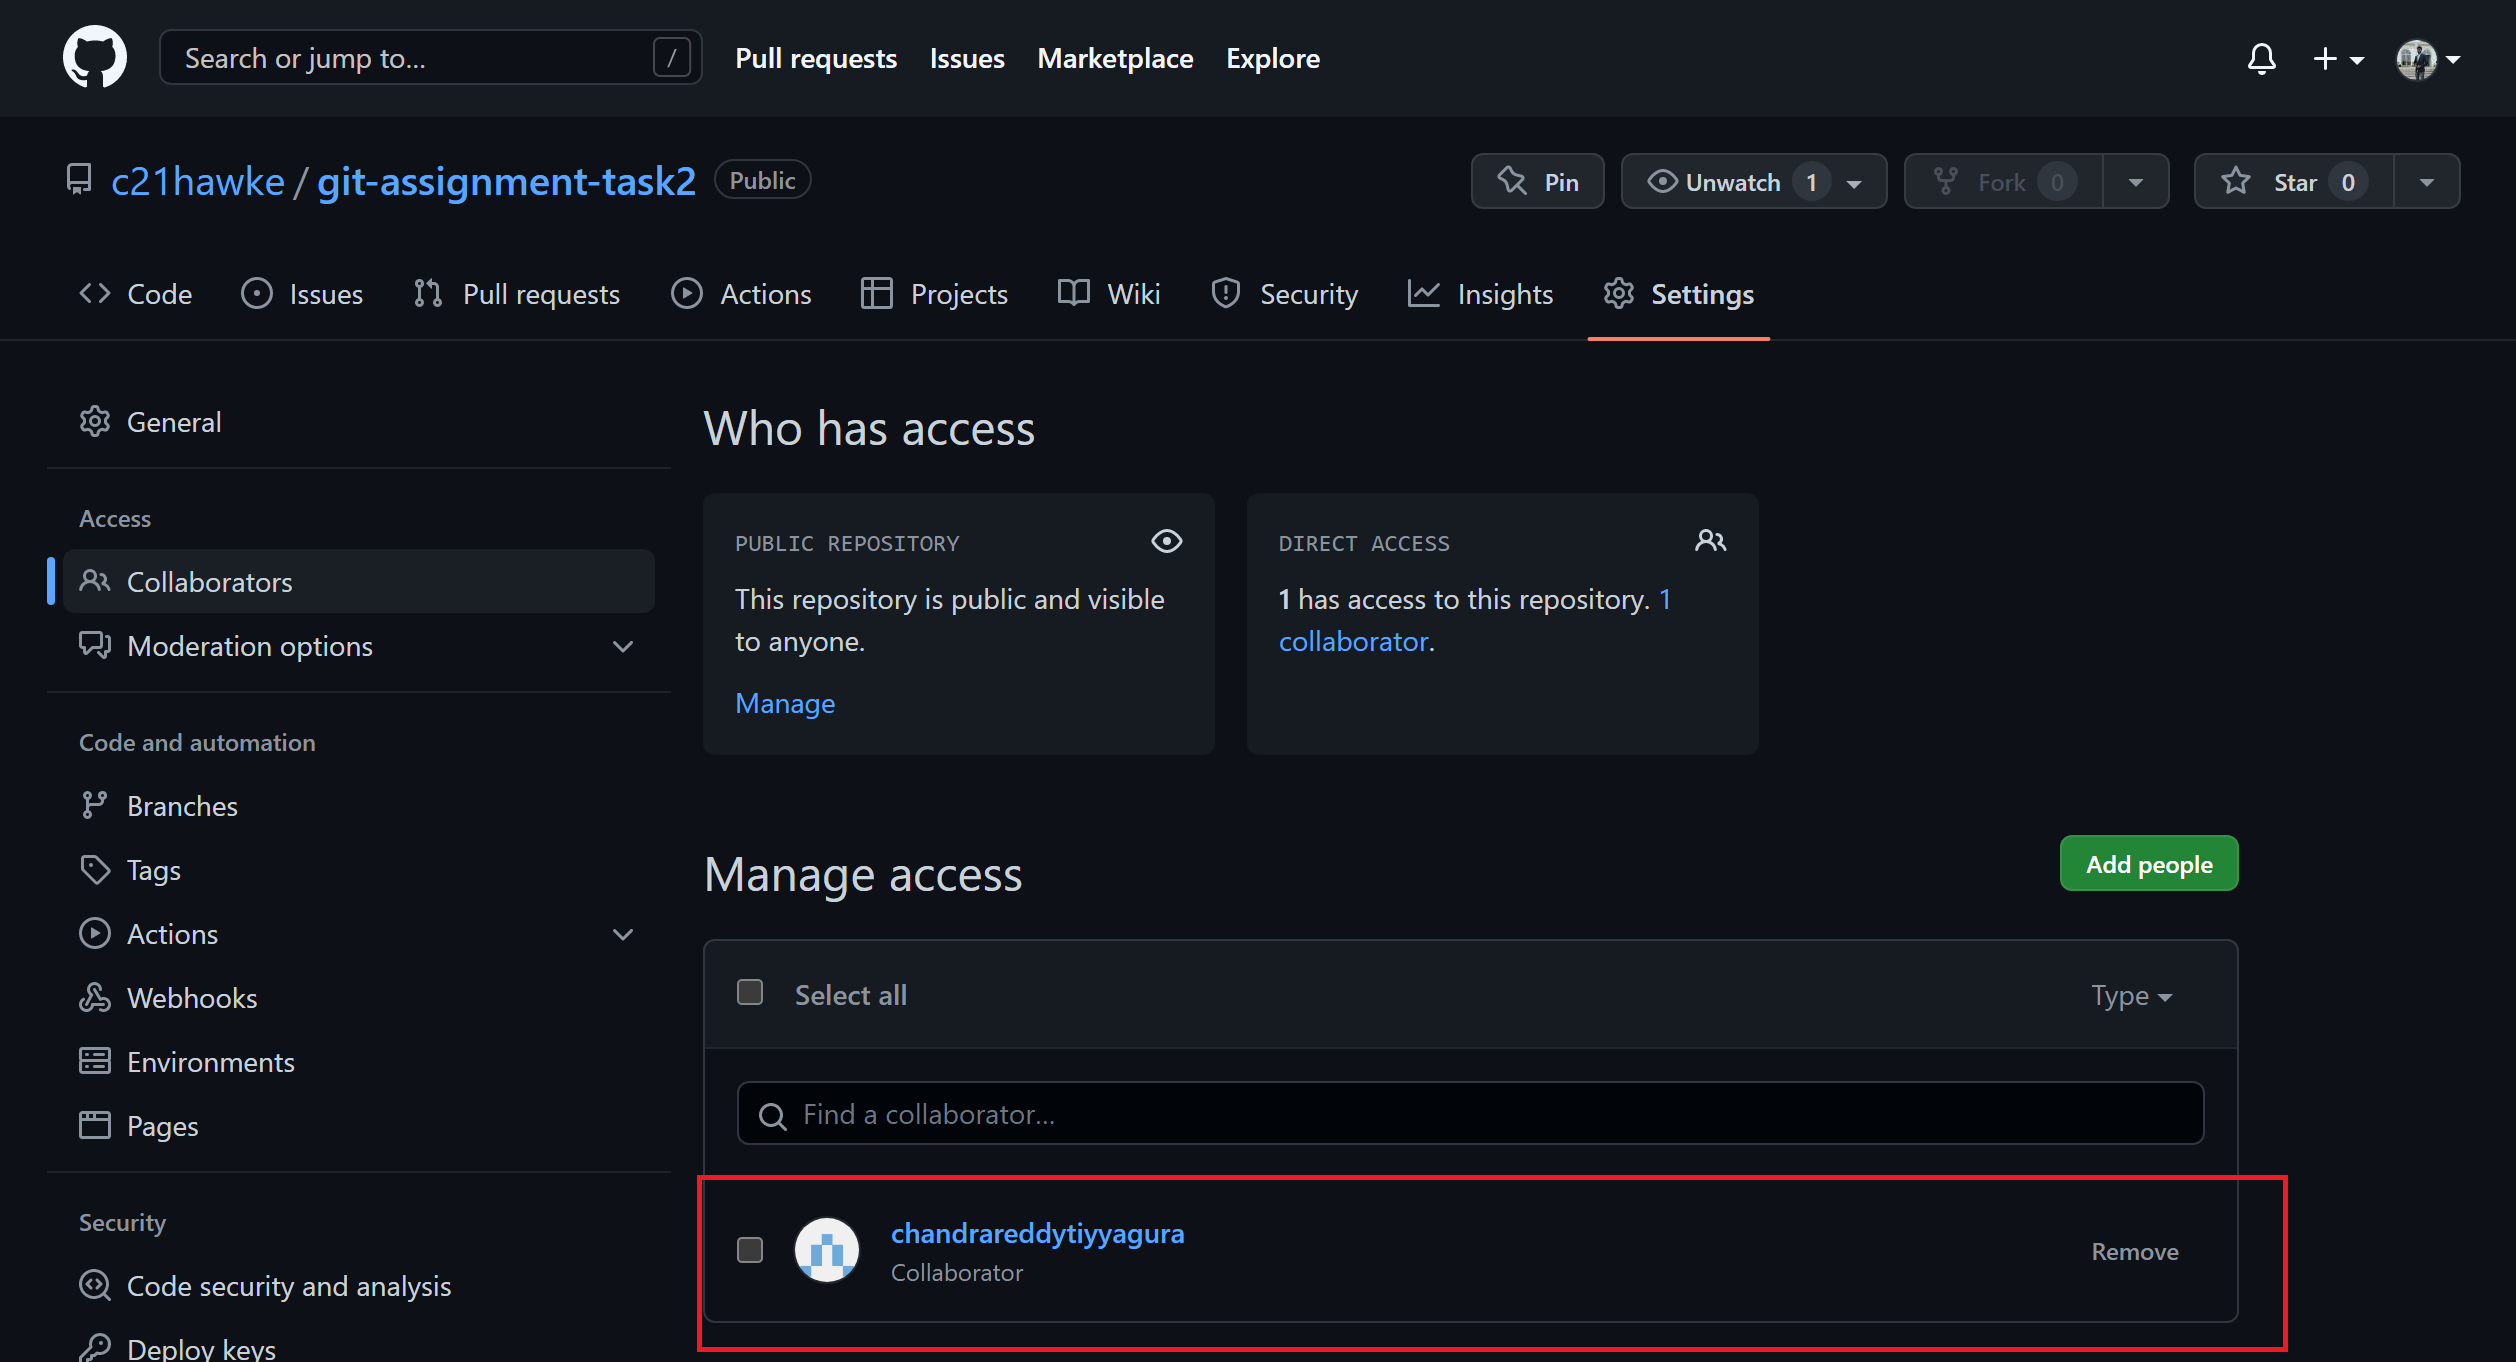 Search or jump to... /
Pull requests Issues Marketplace Explore
c21hawke / git-assignment-task2 Public
Pin Unwatch 1 Fork 0 Star 0
Code Issues Pull requests Actions Projects Wiki Security Insights Settings
General
Access
Collaborators
Moderation options
Code and automation
Branches
Tags
Actions
Webhooks
Environments
Pages
Security
Code security and analysis
Deploy keys
Who has access
PUBLIC REPOSITORY
This repository is public and visible
to anyone.
Manage
DIRECT ACCESS
1 has access to this repository. 1
collaborator.
Manage access
Add people
Select all Type
Find a collaborator...
chandrareddytiyyagura
Collaborator
Remove